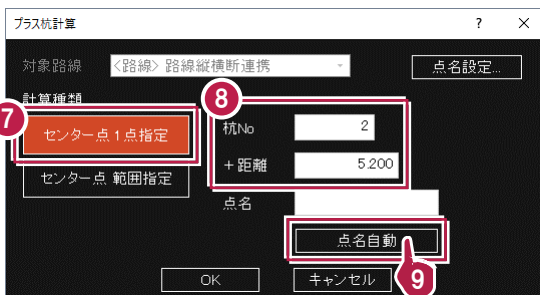 プラス杭計算 ? ×
対象路線 <路線> 路線縦横断連携 点名設定...
計算種類
7 センター点 1 点指定
8
杭No 2
+距離 5.200
センター点 範囲指定
点名
点名自動
9
OK キャンセル